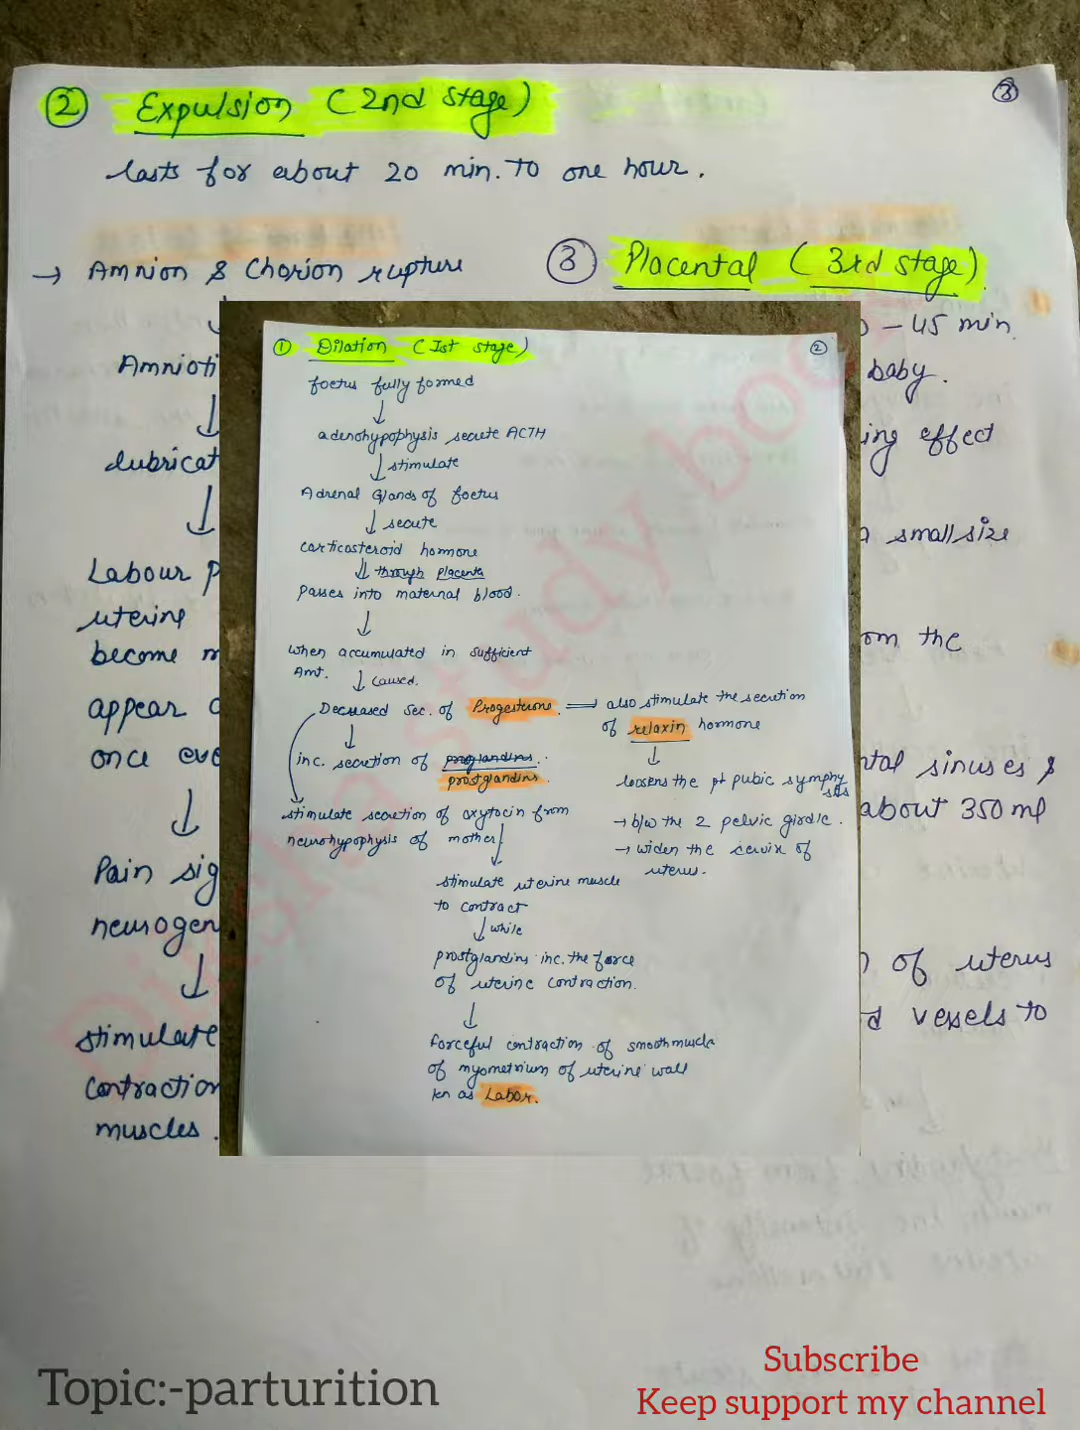 ② Expulsion (2nd stage)
③
lasts for about 20 min. To one hour.
→ Amnion & Chorion rupture
↓
Amnioti
↓
lubricat
↓
Labour p
uterine
become m
appear
once eve
↓
Pain sig
neurogen
↓
stimulate
Contraction
muscles.
③ Placental (3rd stage)
– 45 min
baby.
ing effect
small size
om the
ntal sinuses &
about 350 ml
of uterus
vessels to
① Dilation (Ist stage)
②
foetus fully formed
↓
adenohypophysis secute ACTH
↓ stimulate
Adrenal Glands of foetus
↓ secute
corticosteroid hormone
⇓ through placenta
passes into maternal blood.
↓
when accumulated in sufficient
Amt.
↓ caused.
Decreased sec. of Progesterone. ⇒ also stimulate the secretion
of relaxin hormone
↓
inc. secretion of proglandins.
prostglandins.
loosens the pt pubic symphy
sis
→ b/w the 2 pelvic girdle.
→ widen the cervix of
uterus.
stimulate secretion of oxytocin from
neurohypophysis of mother
↓
stimulate uterine muscle
to contract
↓ while
prostglandins inc. the force
of uterine contraction.
↓
forceful contraction of smooth muscle
of myometrium of uterine wall
kn as Labor.
study book
Topic:-parturition
Subscribe
Keep support my channel